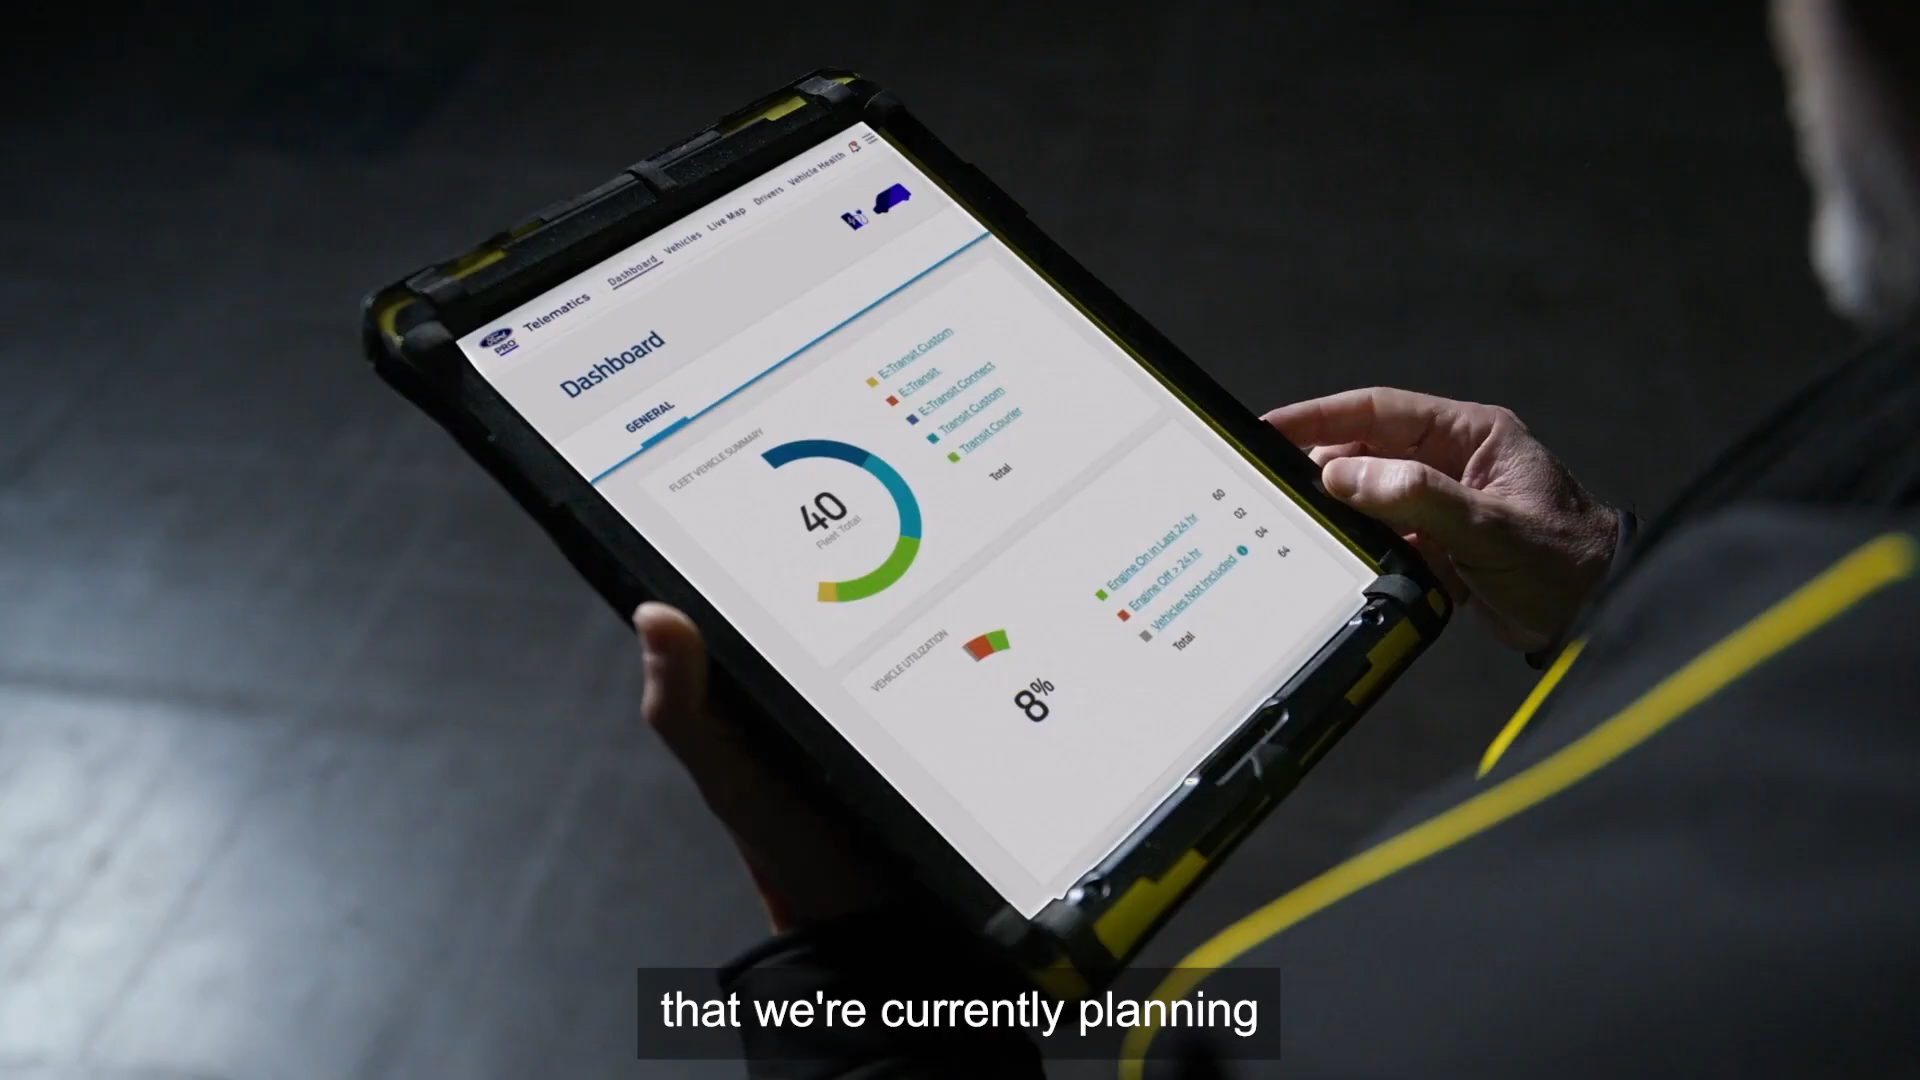 Ford
PRO
Telematics
Dashboard
Vehicles
Live Map
Drivers
Vehicle Health
Dashboard
GENERAL
FLEET VEHICLE SUMMARY
40
Fleet Total
E-Transit Custom
E-Transit
E-Transit Connect
Transit Custom
Transit Courier
Total
VEHICLE UTILIZATION
8%
Engine On in Last 24 hr 60
Engine Off > 24 hr 02
Vehicles Not Included 04
Total 64
that we're currently planning